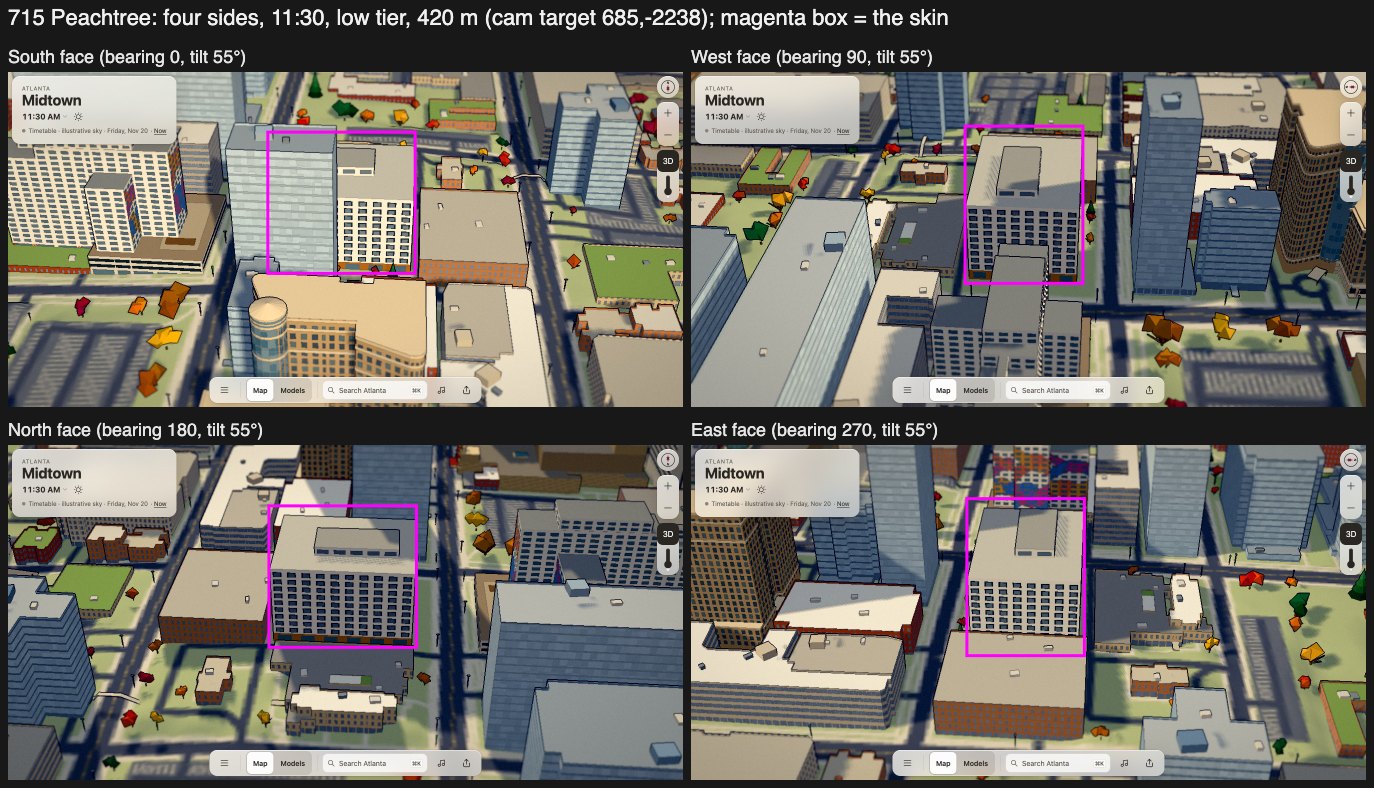 715 Peachtree: four sides, 11:30, low tier, 420 m (cam target 685,-2238); magenta box = the skin
South face (bearing 0, tilt 55°)
ATLANTA
Midtown
11:30 AM
Timetable · illustrative sky · Friday, Nov 20 · Now
3D
Map Models Search Atlanta ⌘K
West face (bearing 90, tilt 55°)
ATLANTA
Midtown
11:30 AM
Timetable · illustrative sky · Friday, Nov 20 · Now
3D
Map Models Search Atlanta ⌘K
North face (bearing 180, tilt 55°)
ATLANTA
Midtown
11:30 AM
Timetable · illustrative sky · Friday, Nov 20 · Now
3D
Map Models Search Atlanta ⌘K
East face (bearing 270, tilt 55°)
ATLANTA
Midtown
11:30 AM
Timetable · illustrative sky · Friday, Nov 20 · Now
3D
Map Models Search Atlanta ⌘K